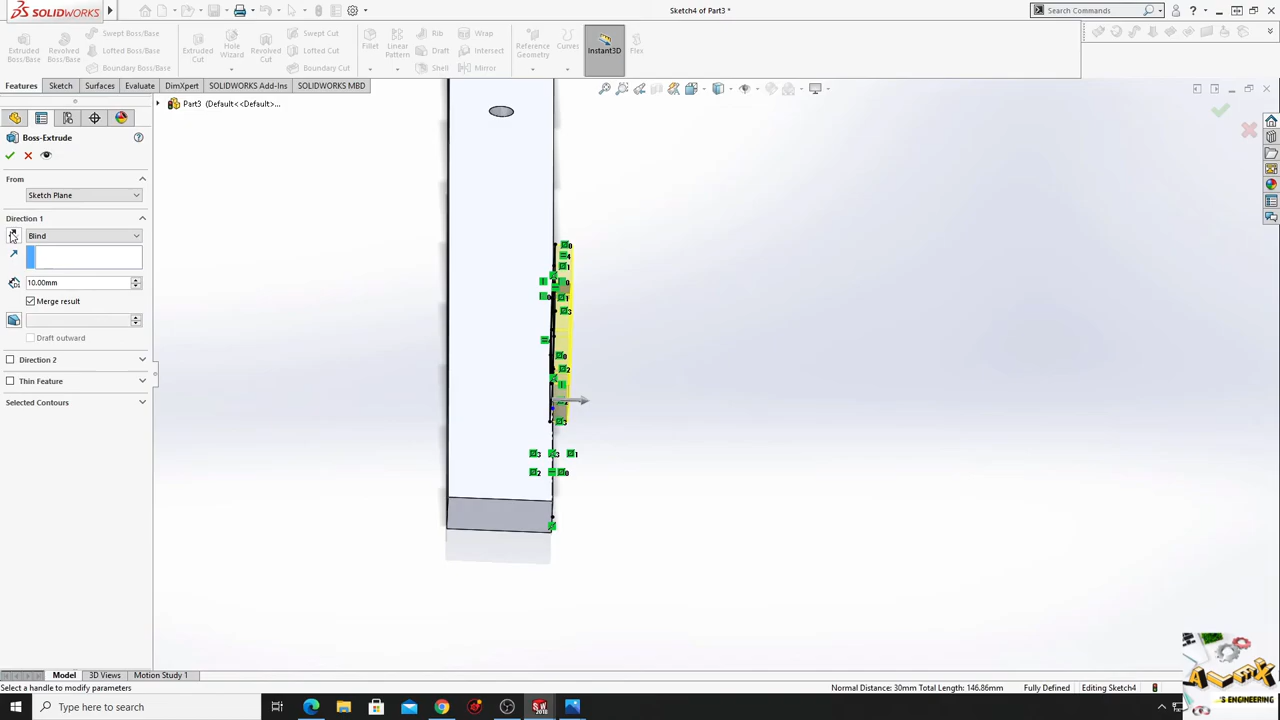 SOLIDWORKS
Sketch4 of Part3 *
Search Commands
Extruded Boss/Base
Revolved Boss/Base
Swept Boss/Base
Lofted Boss/Base
Boundary Boss/Base
Extruded Cut
Hole Wizard
Revolved Cut
Swept Cut
Lofted Cut
Boundary Cut
Fillet
Linear Pattern
Rib
Draft
Shell
Wrap
Intersect
Mirror
Reference Geometry
Curves
Instant3D
Flex
Features
Sketch
Surfaces
Evaluate
DimXpert
SOLIDWORKS Add-Ins
SOLIDWORKS MBD
Part3 (Default<<Default>...
Boss-Extrude
From
Sketch Plane
Direction 1
Blind
10.00mm
Merge result
Draft outward
Direction 2
Thin Feature
Selected Contours
Model
3D Views
Motion Study 1
Select a handle to modify parameters
Normal Distance: 30mm Total Length: 146.86mm
Fully Defined
Editing Sketch4
Type here to search
'S ENGINEERING